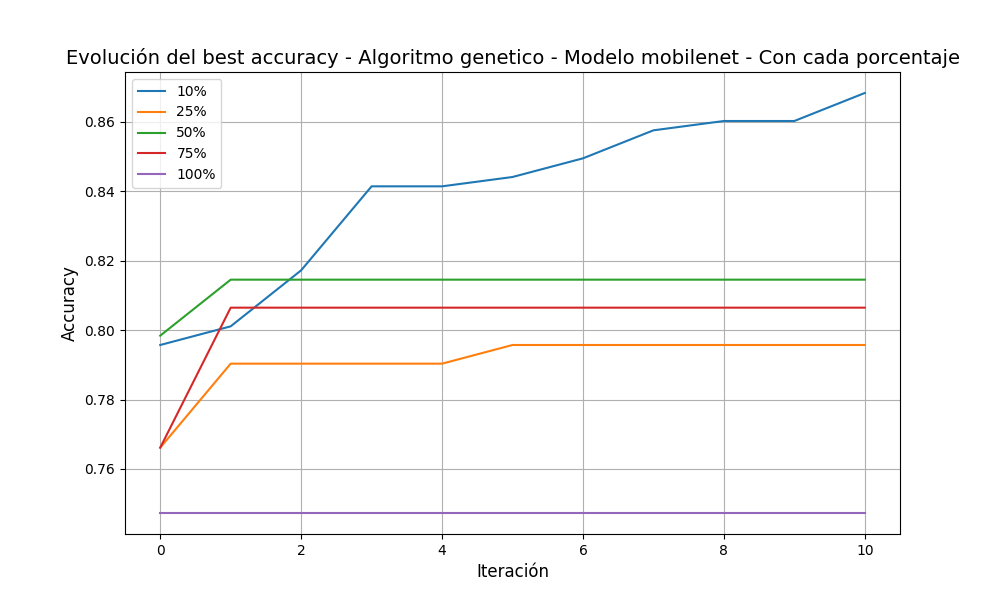 Evolución del best accuracy - Algoritmo genetico - Modelo mobilenet - Con cada porcentaje
10%
25%
50%
75%
100%
0.86
0.84
0.82
0.80
0.78
0.76
Accuracy
0 2 4 6 8 10
Iteración